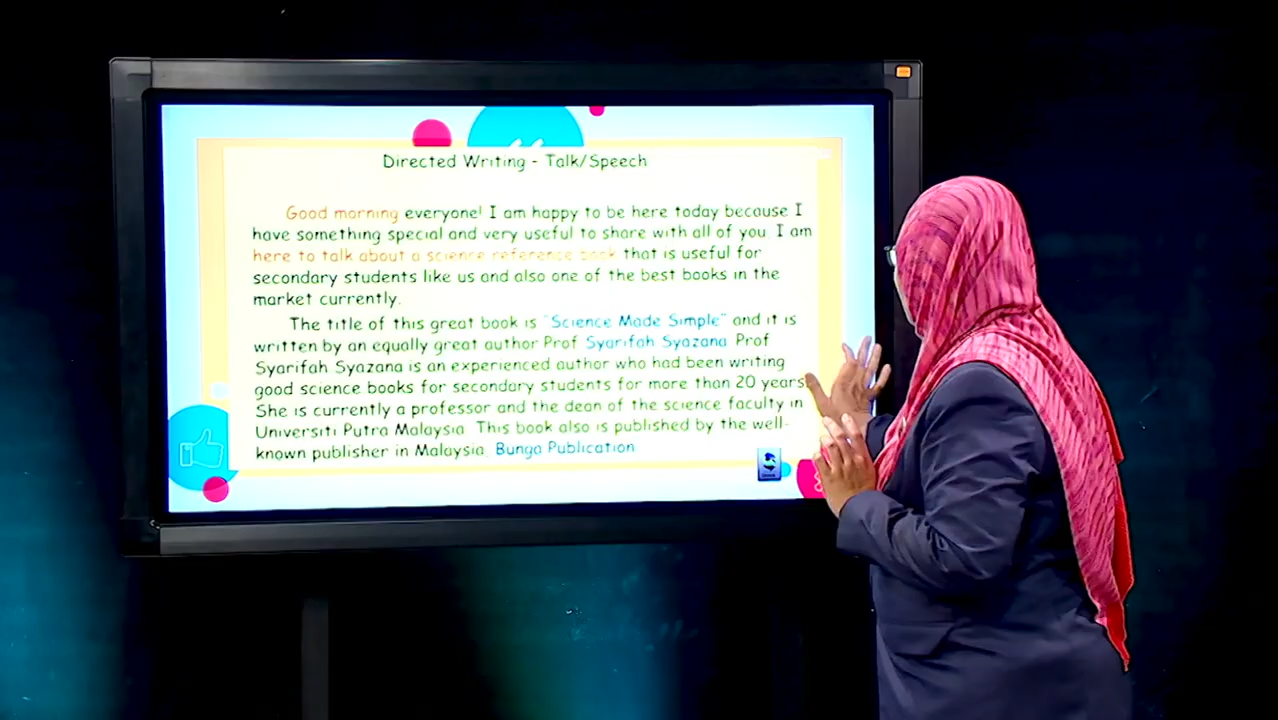 Directed Writing - Talk/Speech
Good morning everyone! I am happy to be here today because I
have something special and very useful to share with all of you. I am
here to talk about a science reference book that is useful for
secondary students like us and also one of the best books in the
market currently.
The title of this great book is "Science Made Simple" and it is
written by an equally great author Prof Syarifah Syazana. Prof
Syarifah Syazana is an experienced author who had been writing
good science books for secondary students for more than 20 years.
She is currently a professor and the dean of the science faculty in
Universiti Putra Malaysia. This book also is published by the well-
known publisher in Malaysia, Bunga Publication